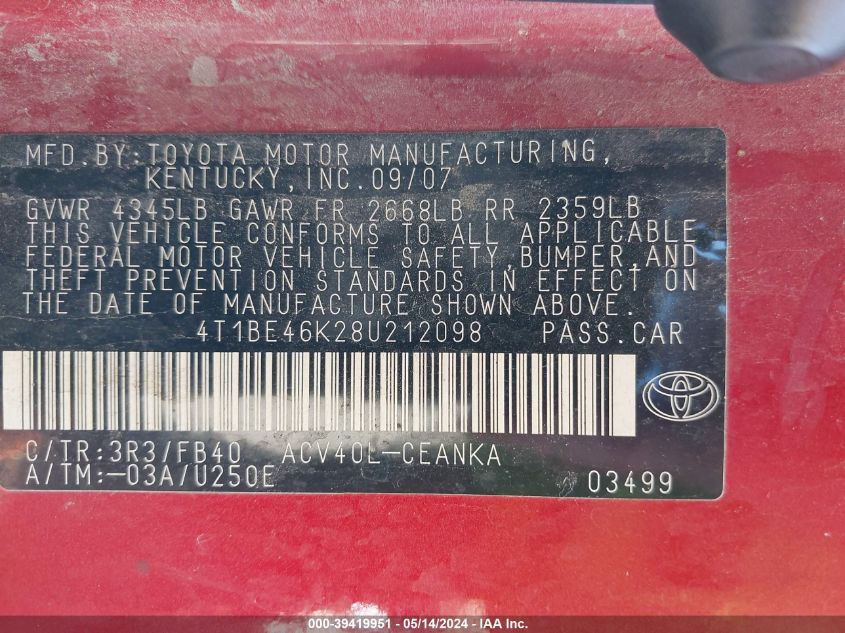 MFD.BY:TOYOTA MOTOR MANUFACTURING,
KENTUCKY,INC.09/07
GVWR 4345LB GAWR FR 2668LB RR 2359LB
THIS VEHICLE CONFORMS TO ALL APPLICABLE
FEDERAL MOTOR VEHICLE SAFETY,BUMPER,AND
THEFT PREVENTION STANDARDS IN EFFECT ON
THE DATE OF MANUFACTURE SHOWN ABOVE.
4T1BE46K28U212098 PASS.CAR
C/TR:3R3/FB40 ACV40L-CEANKA
A/TM:-03A/U250E 03499
000-39419951 - 05/14/2024 - IAA Inc.